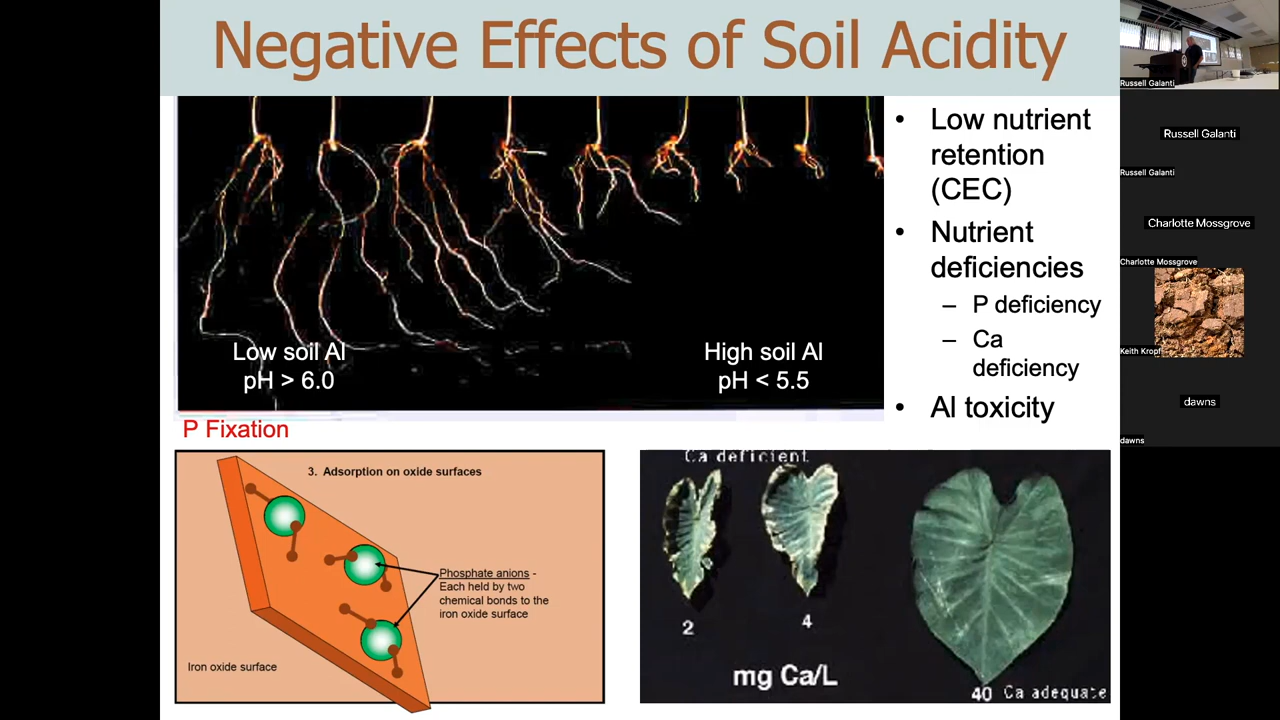 Negative Effects of Soil Acidity
Low soil Al
pH > 6.0
High soil Al
pH < 5.5
• Low nutrient
retention
(CEC)
• Nutrient
deficiencies
– P deficiency
– Ca
deficiency
• Al toxicity
P Fixation
3. Adsorption on oxide surfaces
Phosphate anions -
Each held by two
chemical bonds to the
iron oxide surface
Iron oxide surface
Ca deficient
2
4
mg Ca/L
40 Ca adequate
Russell Galanti
Russell Galanti
Russell Galanti
Charlotte Mossgrove
Charlotte Mossgrove
Keith Kropf
dawns
dawns